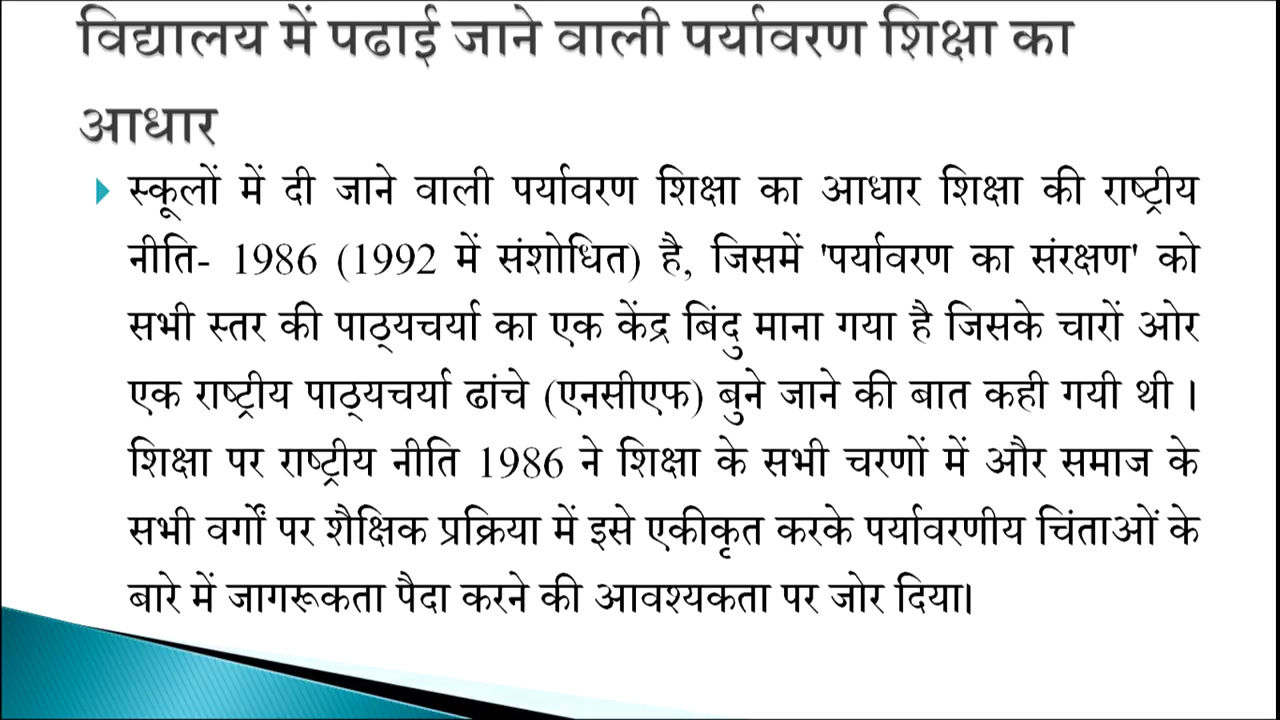 विद्यालय में पढाई जाने वाली पर्यावरण शिक्षा का
आधार
स्कूलों में दी जाने वाली पर्यावरण शिक्षा का आधार शिक्षा की राष्ट्रीय
नीति- 1986 (1992 में संशोधित) है, जिसमें 'पर्यावरण का संरक्षण' को
सभी स्तर की पाठ्यचर्या का एक केंद्र बिंदु माना गया है जिसके चारों ओर
एक राष्ट्रीय पाठ्यचर्या ढांचे (एनसीएफ) बुने जाने की बात कही गयी थी ।
शिक्षा पर राष्ट्रीय नीति 1986 ने शिक्षा के सभी चरणों में और समाज के
सभी वर्गों पर शैक्षिक प्रक्रिया में इसे एकीकृत करके पर्यावरणीय चिंताओं के
बारे में जागरूकता पैदा करने की आवश्यकता पर जोर दिया।